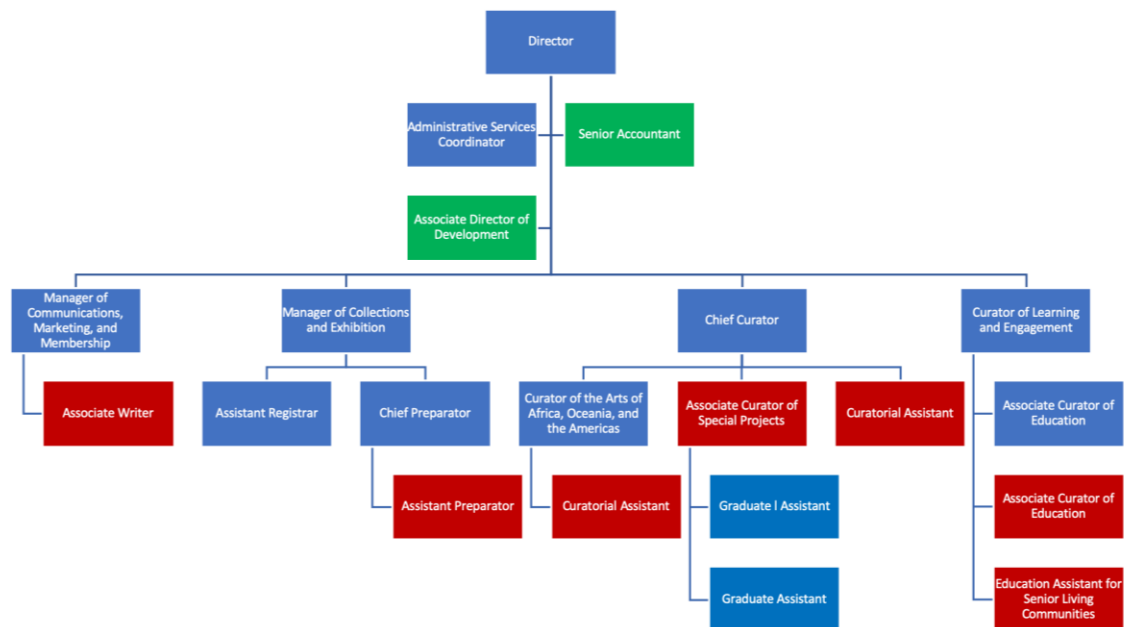 Director
Administrative Services
Coordinator
Senior Accountant
Associate Director of
Development
Manager of
Communications,
Marketing, and
Membership
Manager of Collections
and Exhibition
Chief Curator
Curator of Learning
and Engagement
Associate Writer
Assistant Registrar
Chief Preparator
Curator of the Arts of
Africa, Oceania, and
the Americas
Associate Curator of
Special Projects
Curatorial Assistant
Associate Curator of
Education
Assistant Preparator
Curatorial Assistant
Graduate l Assistant
Associate Curator of
Education
Graduate Assistant
Education Assistant for
Senior Living
Communities